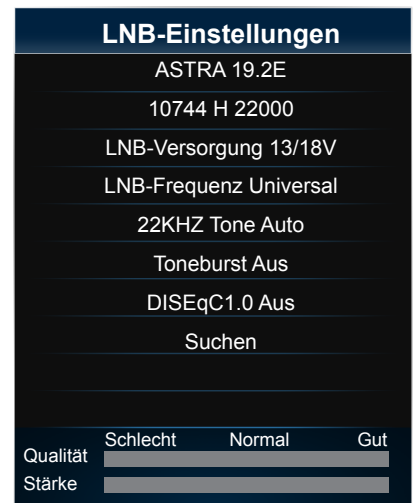 LNB-Einstellungen
ASTRA 19.2E
10744 H 22000
LNB-Versorgung 13/18V
LNB-Frequenz Universal
22KHZ Tone Auto
Toneburst Aus
DISEqC1.0 Aus
Suchen
Schlecht Normal Gut
Qualität
Stärke